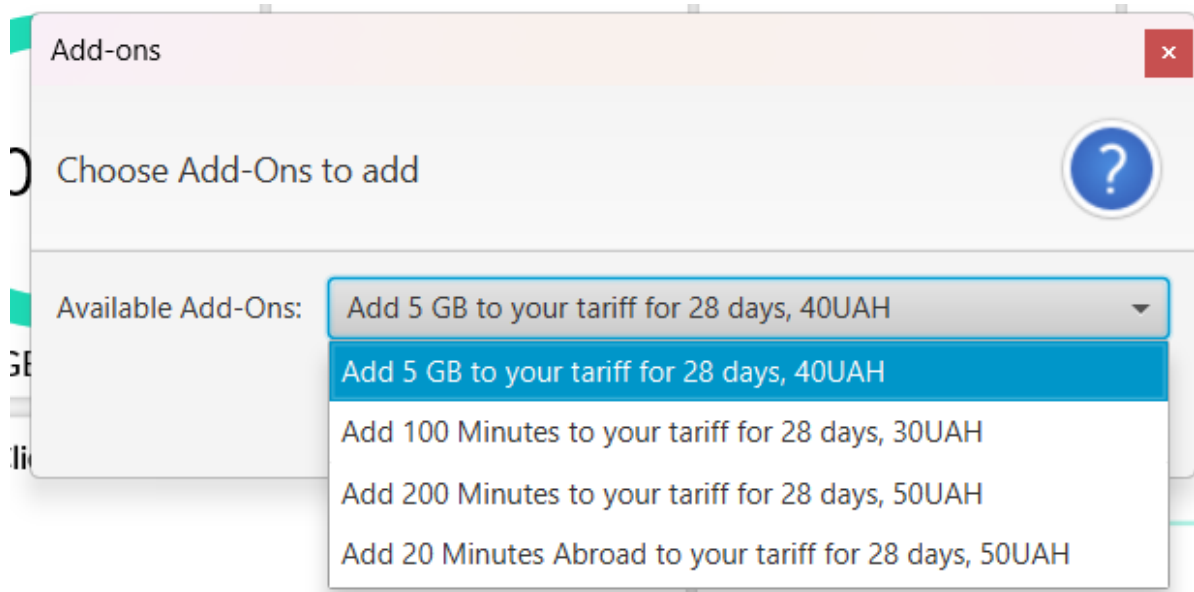 Add-ons
Choose Add-Ons to add
?
Available Add-Ons: Add 5 GB to your tariff for 28 days, 40UAH
Add 5 GB to your tariff for 28 days, 40UAH
Add 100 Minutes to your tariff for 28 days, 30UAH
Add 200 Minutes to your tariff for 28 days, 50UAH
Add 20 Minutes Abroad to your tariff for 28 days, 50UAH